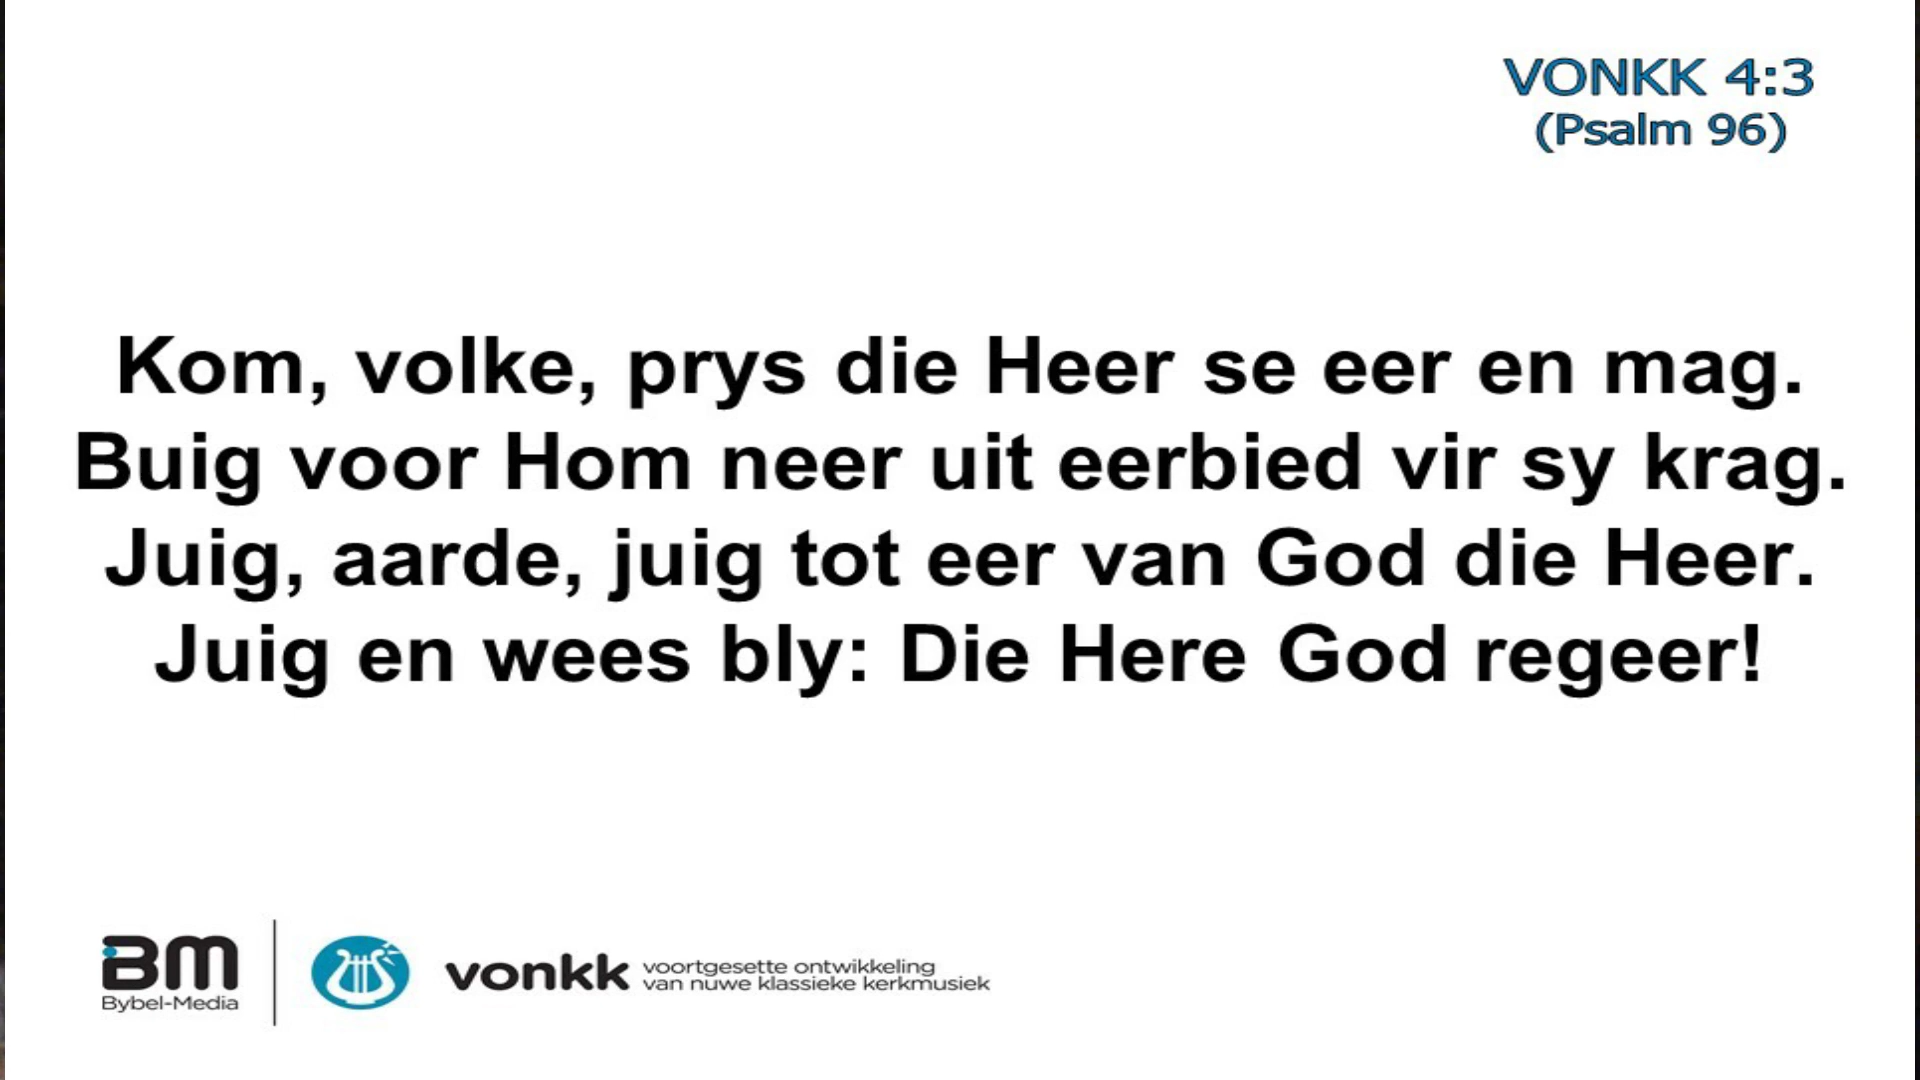 VONKK 4:3
(Psalm 96)
Kom, volke, prys die Heer se eer en mag.
Buig voor Hom neer uit eerbied vir sy krag.
Juig, aarde, juig tot eer van God die Heer.
Juig en wees bly: Die Here God regeer!
BM
Bybel-Media
vonkk
voortgesette ontwikkeling
van nuwe klassieke kerkmusiek